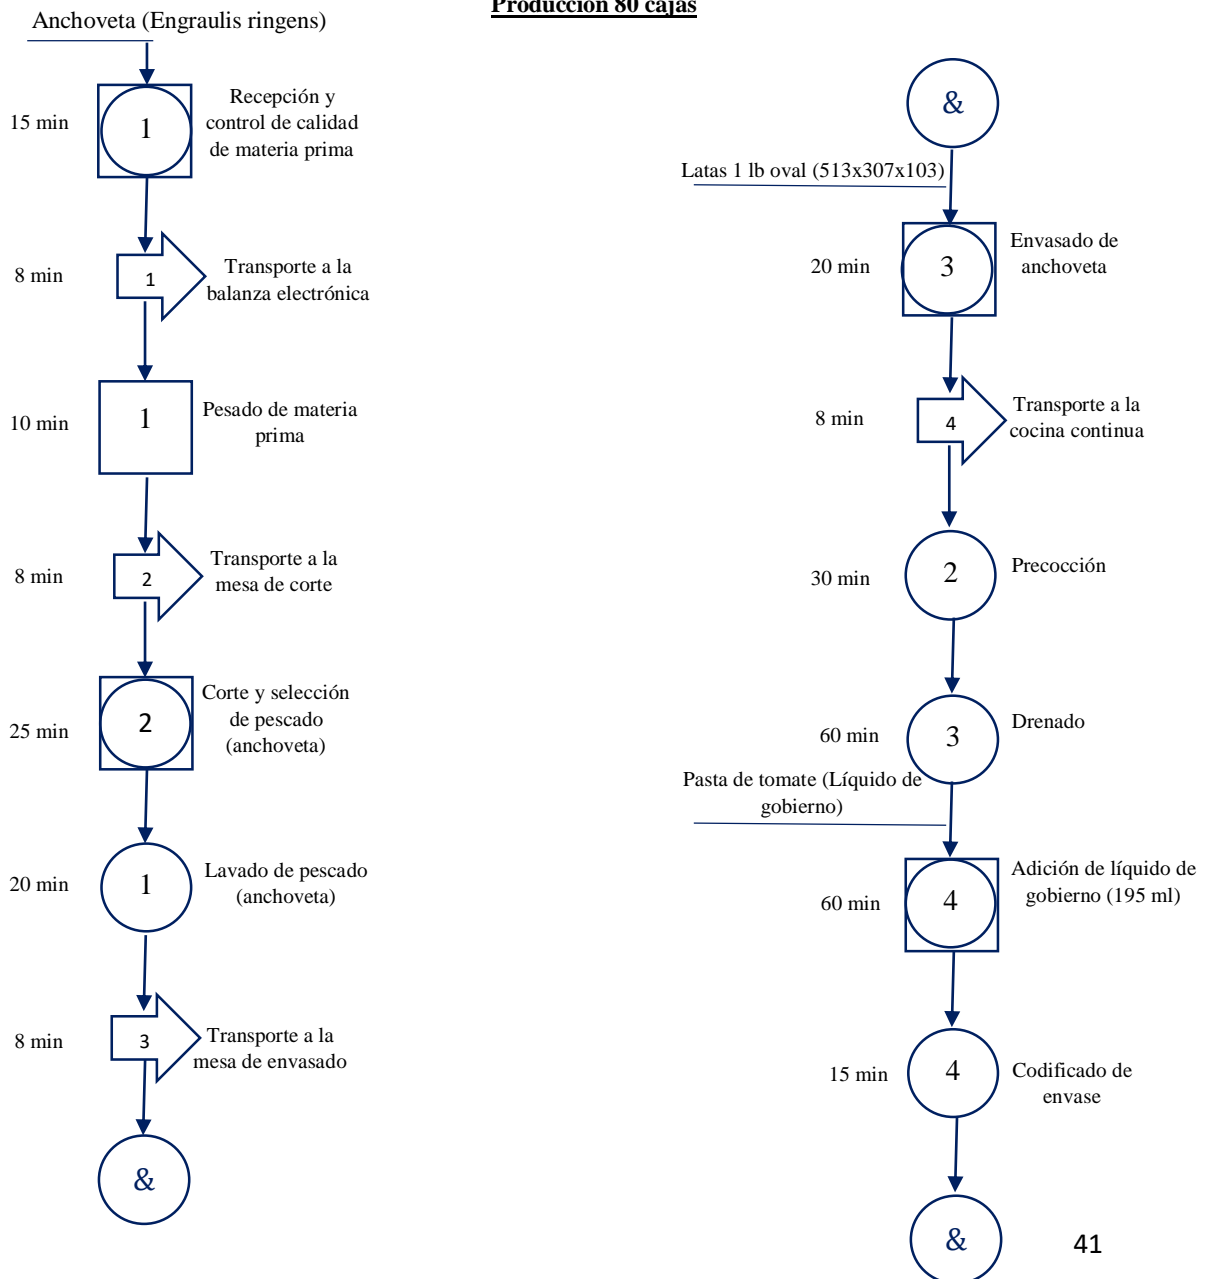 Producción 80 cajas
Anchoveta (Engraulis ringens)
15 min
1
Recepción y
control de calidad
de materia prima
8 min
1
Transporte a la
balanza electrónica
10 min
1
Pesado de materia
prima
8 min
2
Transporte a la
mesa de corte
25 min
2
Corte y selección
de pescado
(anchoveta)
20 min
1
Lavado de pescado
(anchoveta)
8 min
3
Transporte a la
mesa de envasado
&
&
Latas 1 lb oval (513x307x103)
20 min
3
Envasado de
anchoveta
8 min
4
Transporte a la
cocina continua
30 min
2
Precocción
60 min
3
Drenado
Pasta de tomate (Líquido de
gobierno)
60 min
4
Adición de líquido de
gobierno (195 ml)
15 min
4
Codificado de
envase
&
41